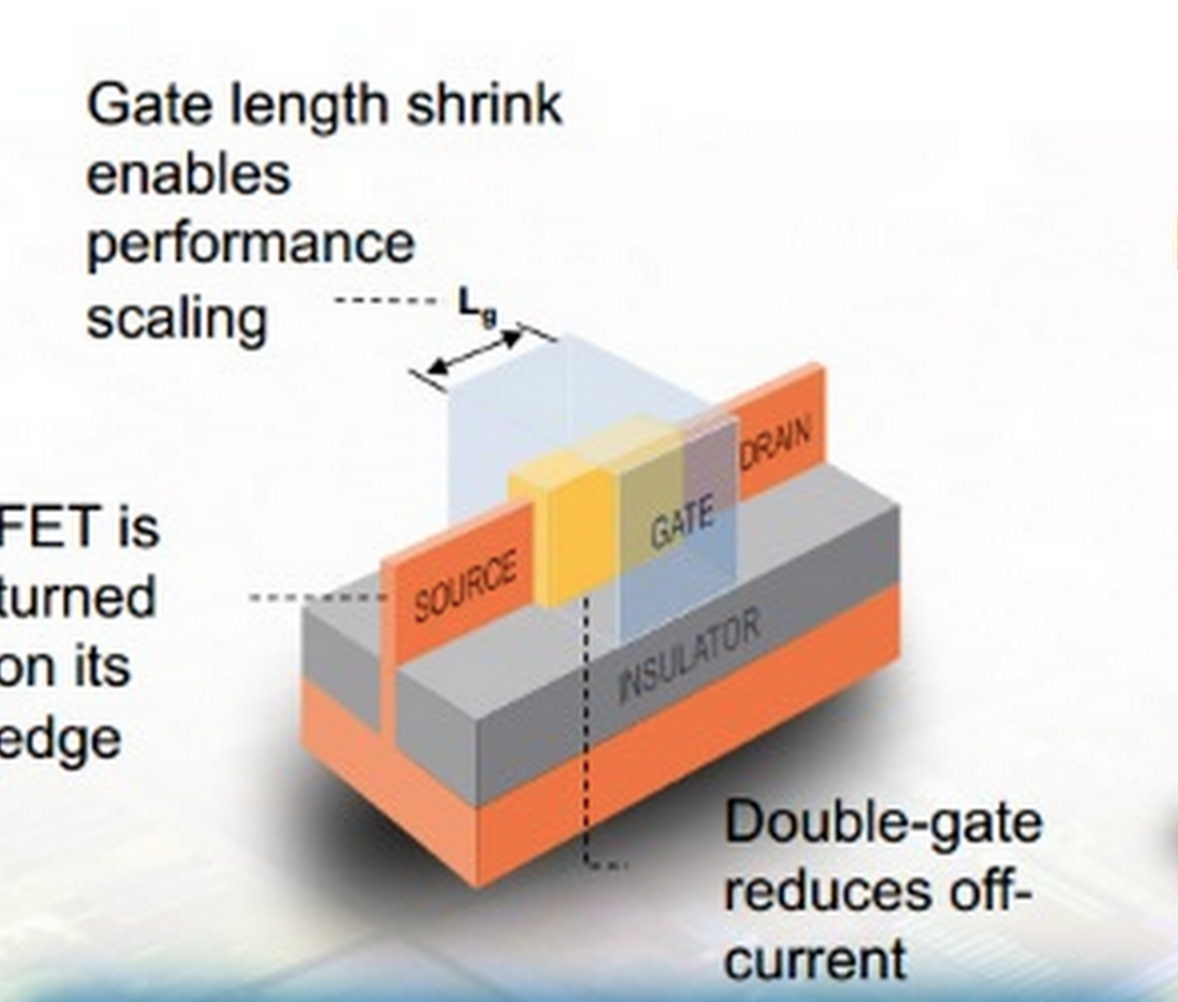 Gate length shrink
enables
performance
scaling
Lg
DRAIN
GATE
SOURCE
INSULATOR
FET is
turned
on its
edge
Double-gate
reduces off-
current